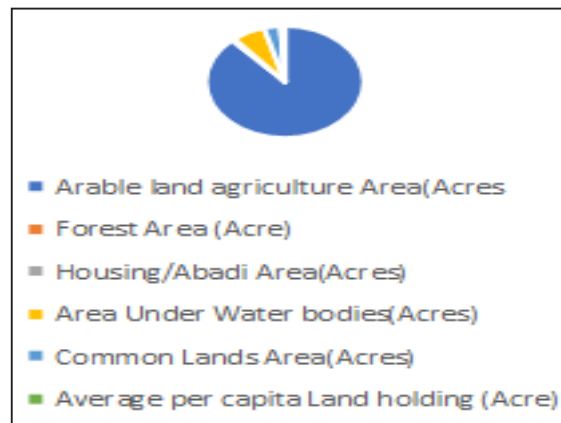 Arable land agriculture Area(Acres
Forest Area (Acre)
Housing/Abadi Area(Acres)
Area Under Water bodies(Acres)
Common Lands Area(Acres)
Average per capita Land holding (Acre)